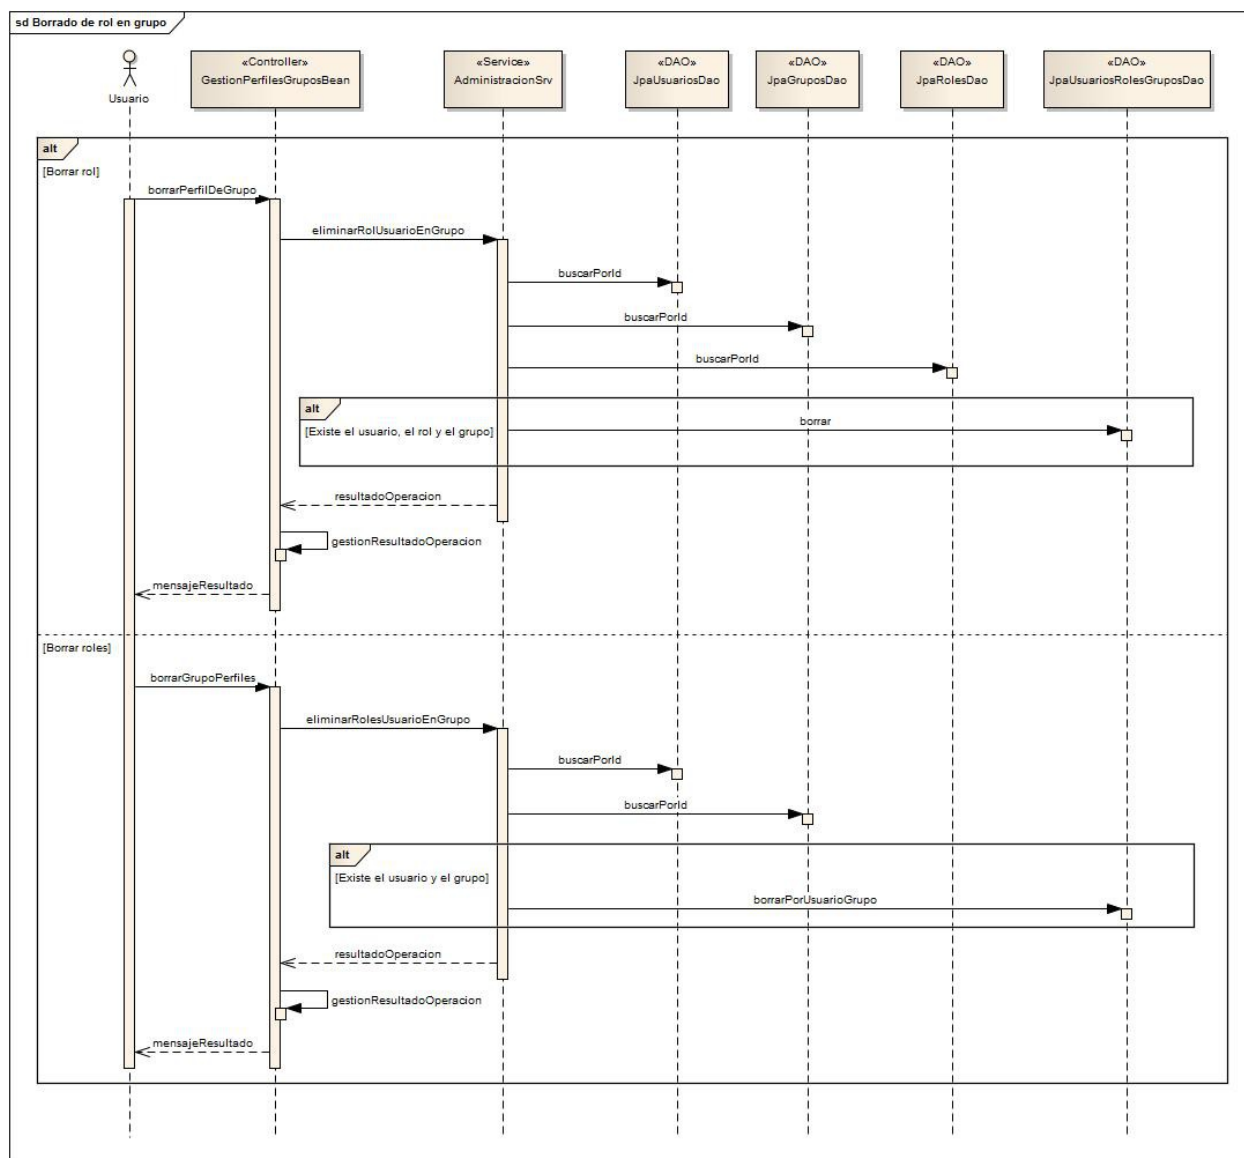 sd Borrado de rol en grupo
Usuario
«Controller»
GestionPerfilesGruposBean
«Service»
AdministracionSrv
«DAO»
JpaUsuariosDao
«DAO»
JpaGruposDao
«DAO»
JpaRolesDao
«DAO»
JpaUsuariosRolesGruposDao
alt
[Borrar rol]
borrarPerfilDeGrupo
eliminarRolUsuarioEnGrupo
buscarPorId
buscarPorId
buscarPorId
alt
[Existe el usuario, el rol y el grupo]
borrar
resultadoOperacion
gestionResultadoOperacion
mensajeResultado
[Borrar roles]
borrarGrupoPerfiles
eliminarRolesUsuarioEnGrupo
buscarPorId
buscarPorId
alt
[Existe el usuario y el grupo]
borrarPorUsuarioGrupo
resultadoOperacion
gestionResultadoOperacion
mensajeResultado